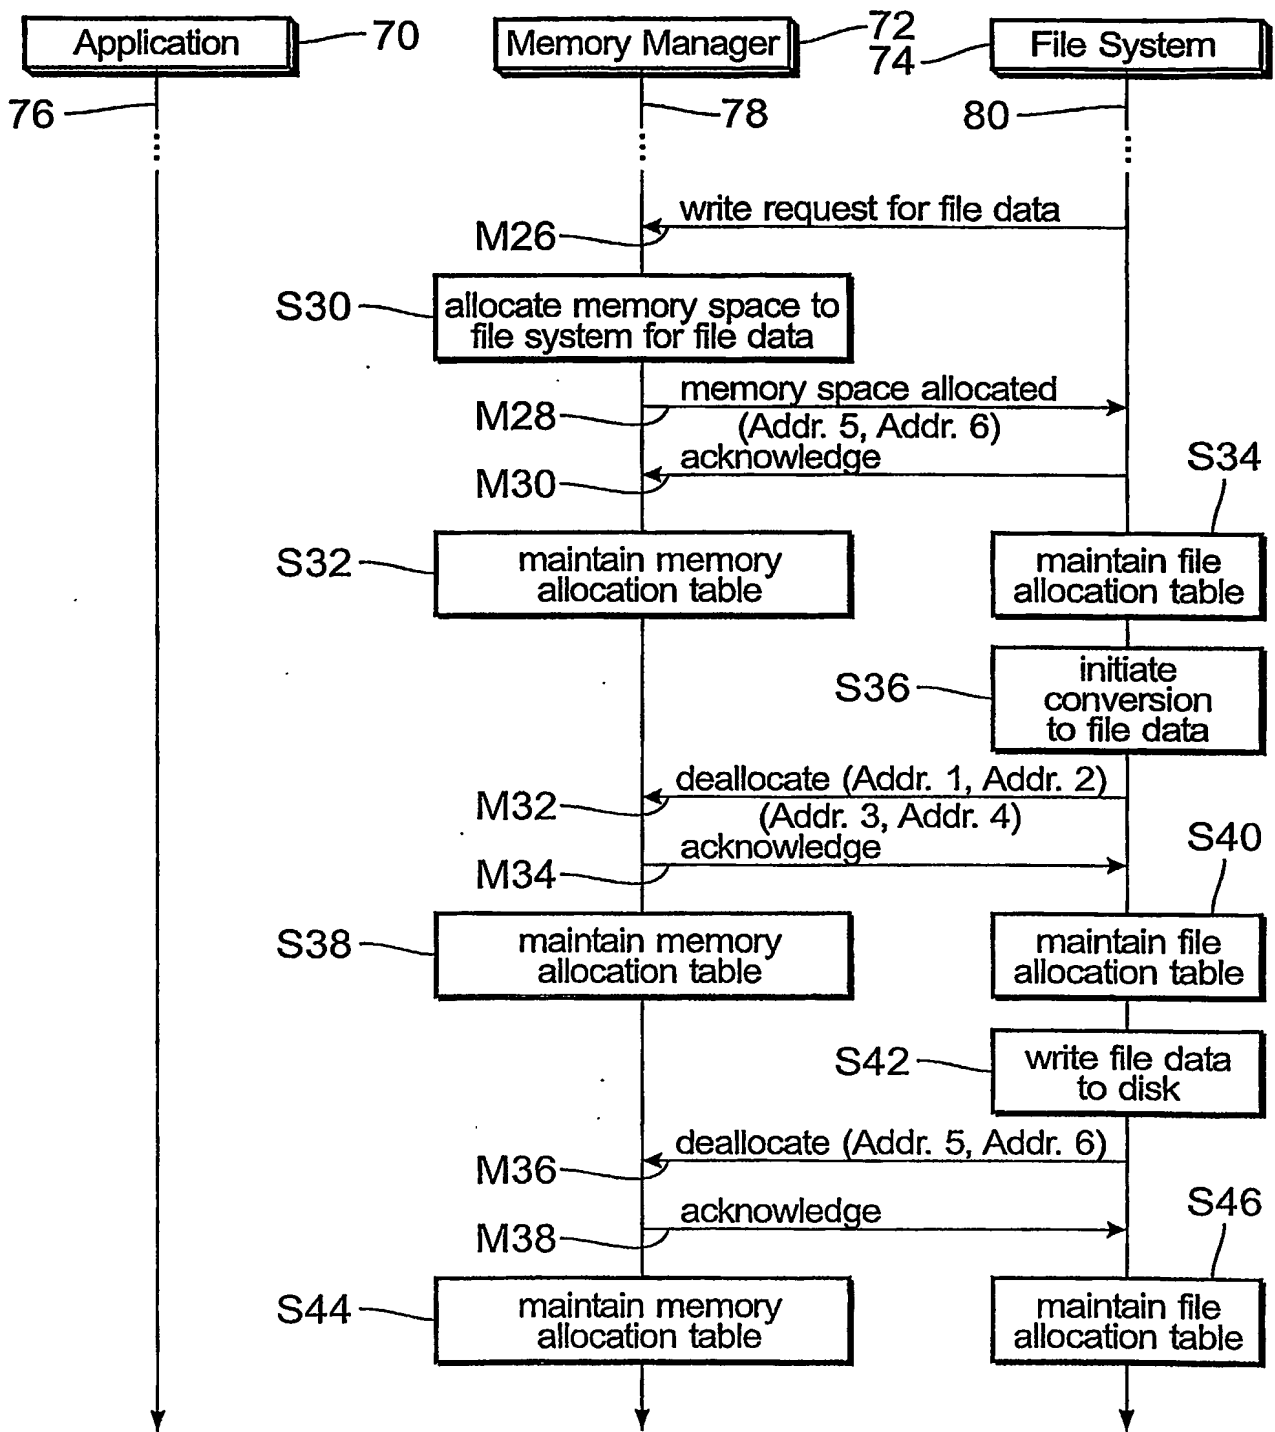 Application
70
Memory Manager
72
74
File System
76
78
80
write request for file data
M26
S30
allocate memory space to
file system for file data
memory space allocated
M28
(Addr. 5, Addr. 6)
acknowledge
M30
S34
S32
maintain memory
allocation table
maintain file
allocation table
S36
initiate
conversion
to file data
deallocate (Addr. 1, Addr. 2)
M32
(Addr. 3, Addr. 4)
acknowledge
M34
S40
S38
maintain memory
allocation table
maintain file
allocation table
S42
write file data
to disk
deallocate (Addr. 5, Addr. 6)
M36
acknowledge
M38
S46
S44
maintain memory
allocation table
maintain file
allocation table